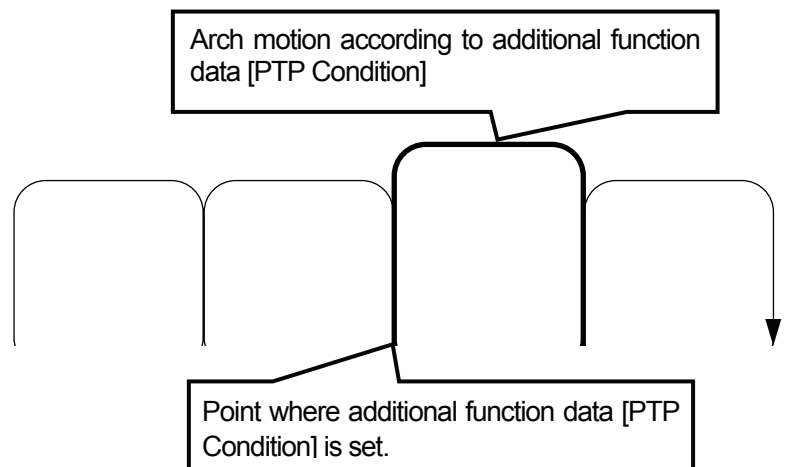 Arch motion according to additional function
data [PTP Condition]
Point where additional function data [PTP
Condition] is set.